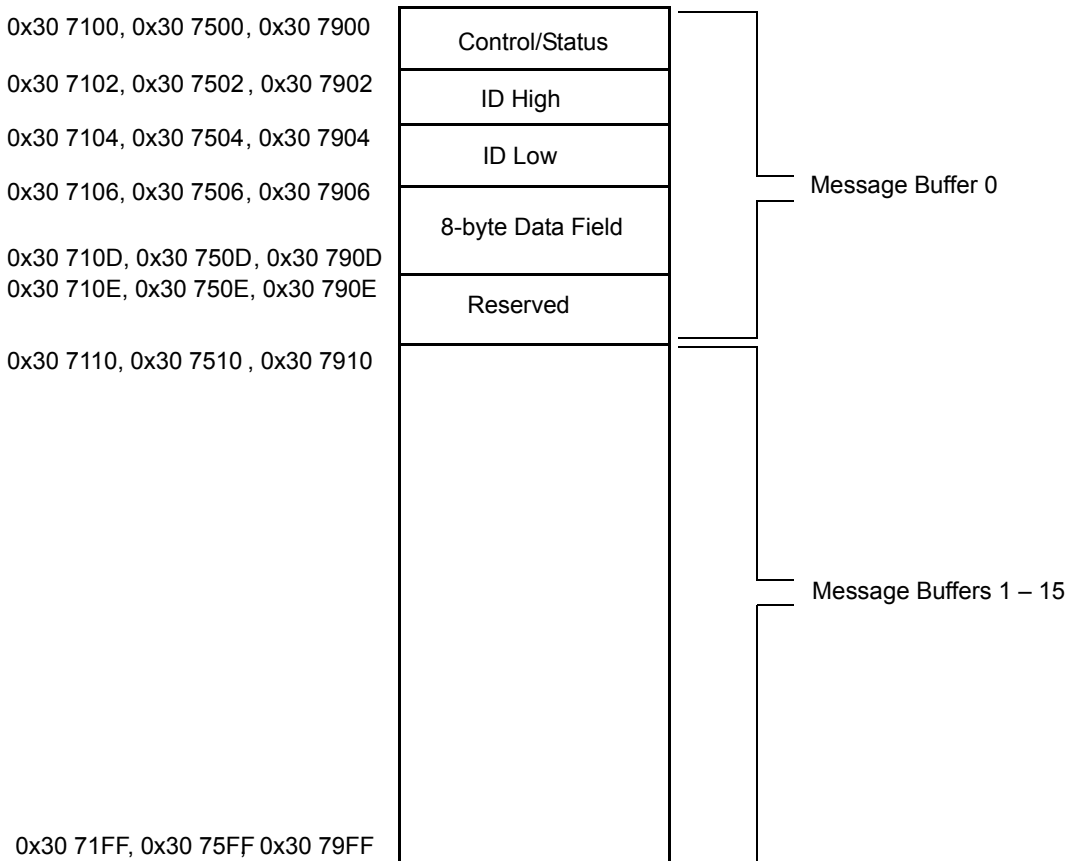 0x30 7100, 0x30 7500, 0x30 7900
Control/Status
0x30 7102, 0x30 7502, 0x30 7902
ID High
0x30 7104, 0x30 7504, 0x30 7904
ID Low
0x30 7106, 0x30 7506, 0x30 7906
Message Buffer 0
8-byte Data Field
0x30 710D, 0x30 750D, 0x30 790D
0x30 710E, 0x30 750E, 0x30 790E
Reserved
0x30 7110, 0x30 7510, 0x30 7910
Message Buffers 1 – 15
0x30 71FF, 0x30 75FF, 0x30 79FF